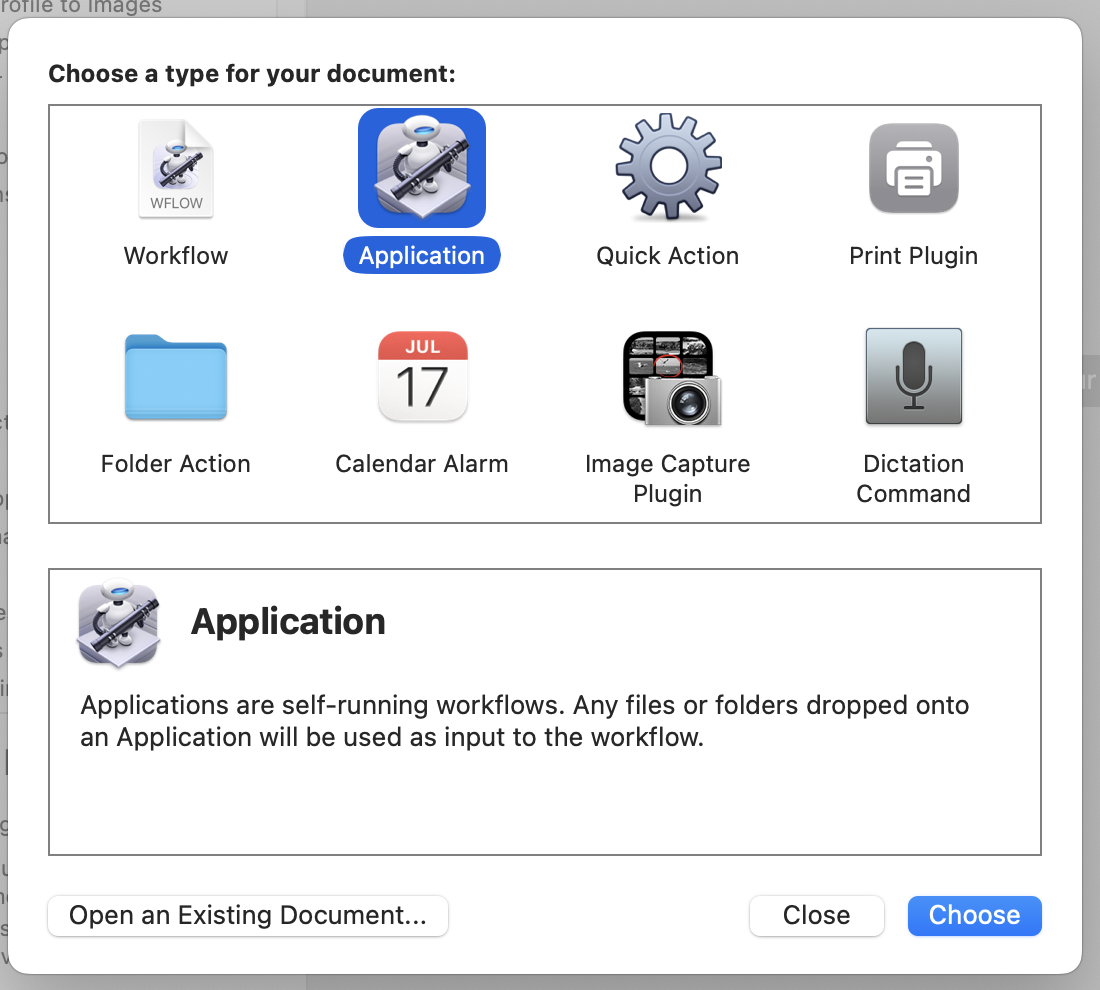 rofile to Images
Choose a type for your document:
WFLOW
Workflow
Application
Quick Action
Print Plugin
JUL
17
Folder Action
Calendar Alarm
Image Capture
Plugin
Dictation
Command
Application
Applications are self-running workflows. Any files or folders dropped onto
an Application will be used as input to the workflow.
Open an Existing Document...
Close
Choose